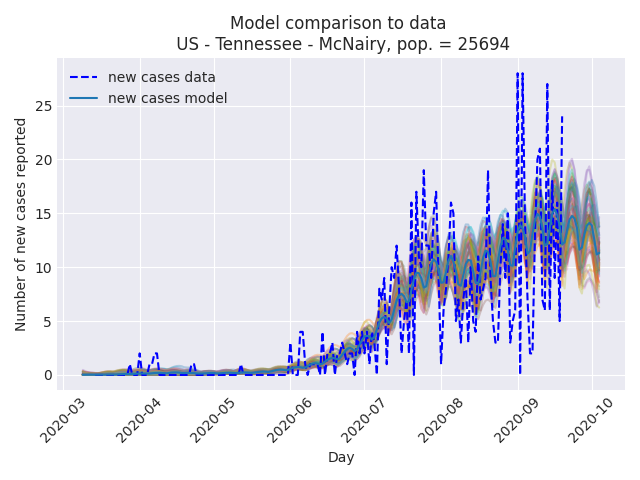 Model comparison to data
US - Tennessee - McNairy, pop. = 25694
new cases data
new cases model
Number of new cases reported
25
20
15
10
5
0
2020-03
2020-04
2020-05
2020-06
2020-07
2020-08
2020-09
2020-10
Day